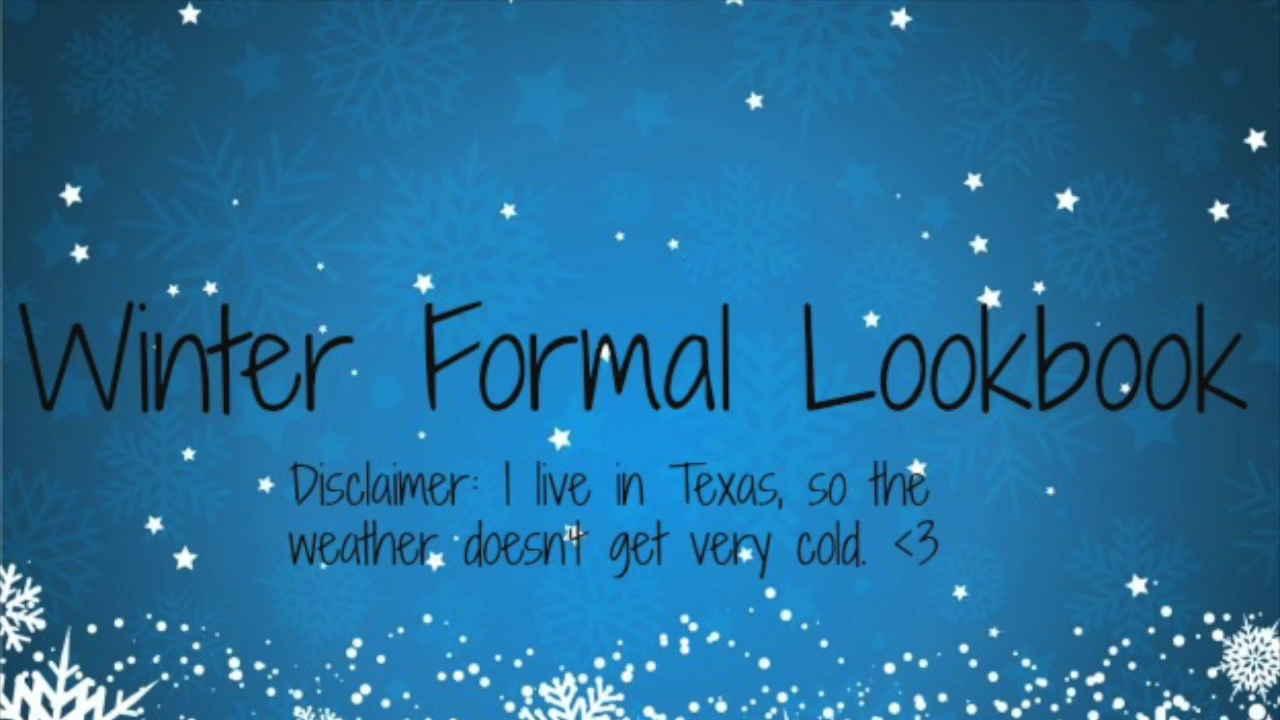 Winter Formal Lookbook
Disclaimer: I live in Texas, so the
weather doesn't get very cold. <3